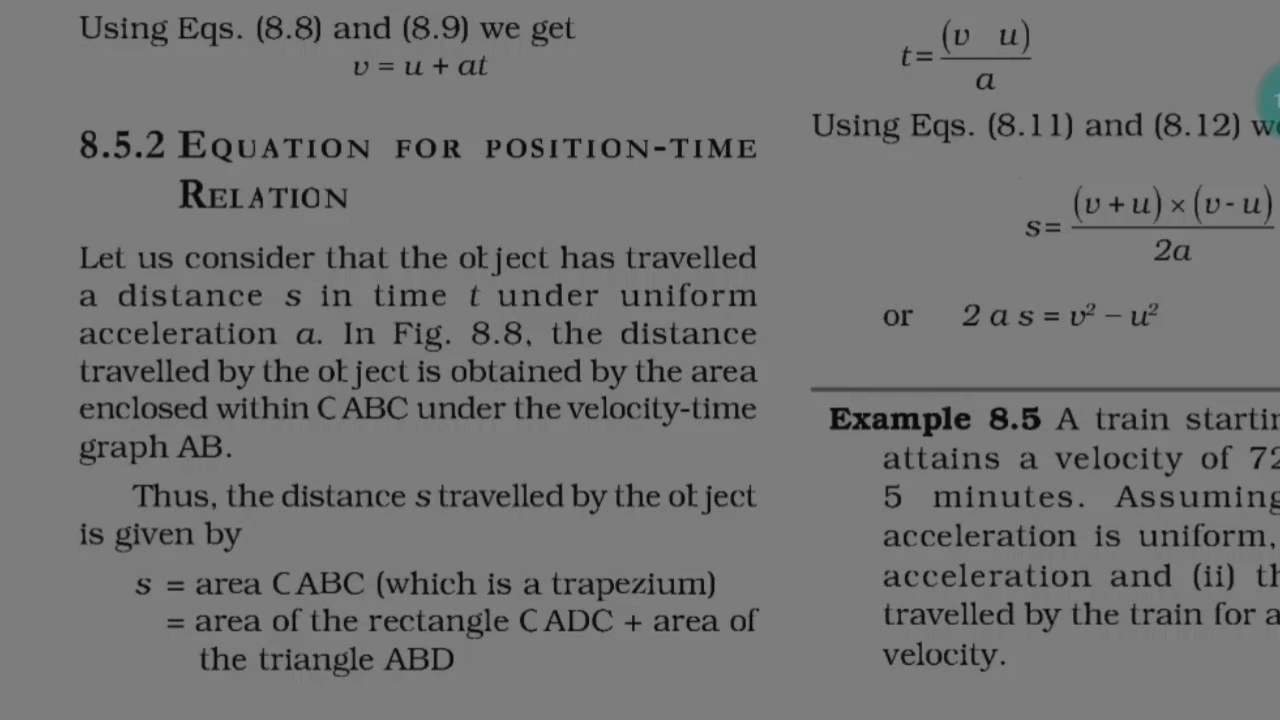 Using Eqs. (8.8) and (8.9) we get
v = u + at
8.5.2 EQUATION FOR POSITION-TIME
RELATION
Let us consider that the object has travelled
a distance s in time t under uniform
acceleration a. In Fig. 8.8, the distance
travelled by the object is obtained by the area
enclosed within OABC under the velocity-time
graph AB.
Thus, the distance s travelled by the object
is given by
s = area OABC (which is a trapezium)
= area of the rectangle OADC + area of
the triangle ABD
t= (v u)
a
Using Eqs. (8.11) and (8.12) we
s= (v + u) × (v - u)
2a
or 2 a s = v² – u²
Example 8.5 A train startin
attains a velocity of 72
5 minutes. Assuming
acceleration is uniform,
acceleration and (ii) th
travelled by the train for a
velocity.